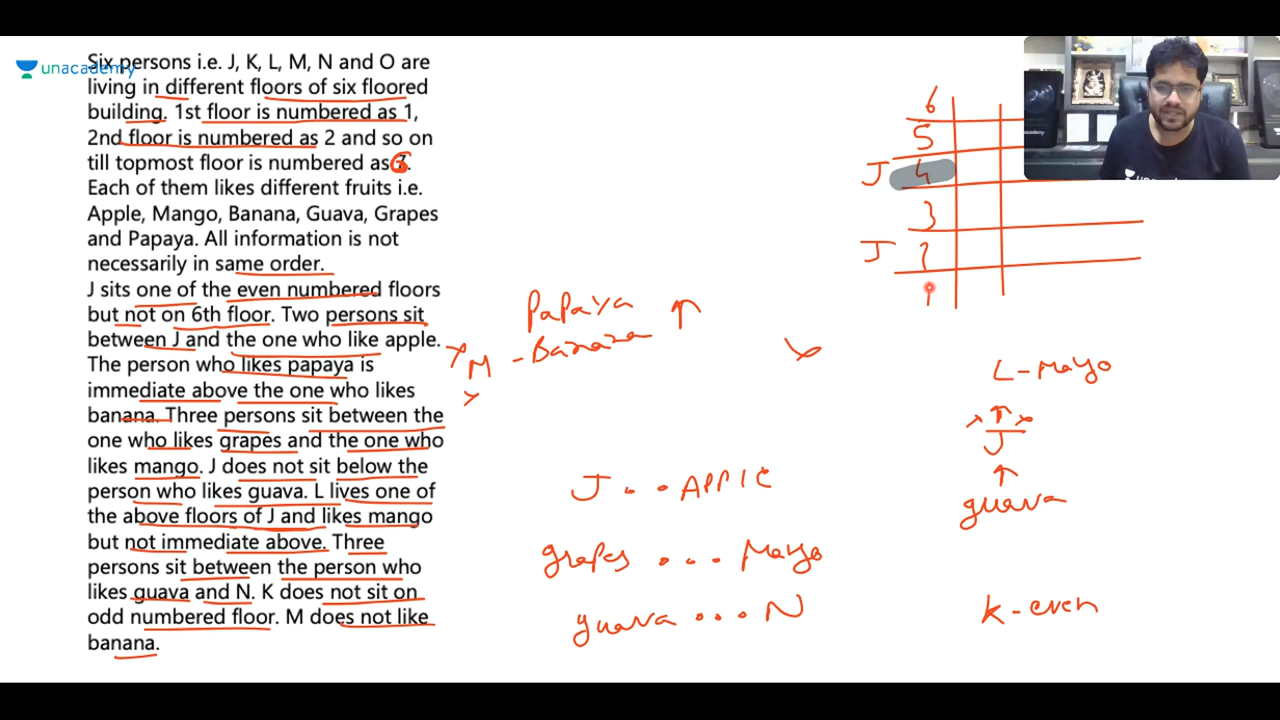 Six persons i.e. J, K, L, M, N and O are
unacademy
living in different floors of six floored
building. 1st floor is numbered as 1,
2nd floor is numbered as 2 and so on
till topmost floor is numbered as 6.
Each of them likes different fruits i.e.
Apple, Mango, Banana, Guava, Grapes
and Papaya. All information is not
necessarily in same order.
J sits one of the even numbered floors
but not on 6th floor. Two persons sit
between J and the one who like apple.
The person who likes papaya is
immediate above the one who likes
banana. Three persons sit between the
one who likes grapes and the one who
likes mango. J does not sit below the
person who likes guava. L lives one of
the above floors of J and likes mango
but not immediate above. Three
persons sit between the person who
likes guava and N. K does not sit on
odd numbered floor. M does not like
banana.
Papaya ↑
x M - Banana
x
J . . APPlE
grapes . . . Mango
guava . . . N
6
5
J 4
3
J 2
1
L - Mango
x ↑ x
J
↑
guava
K - even